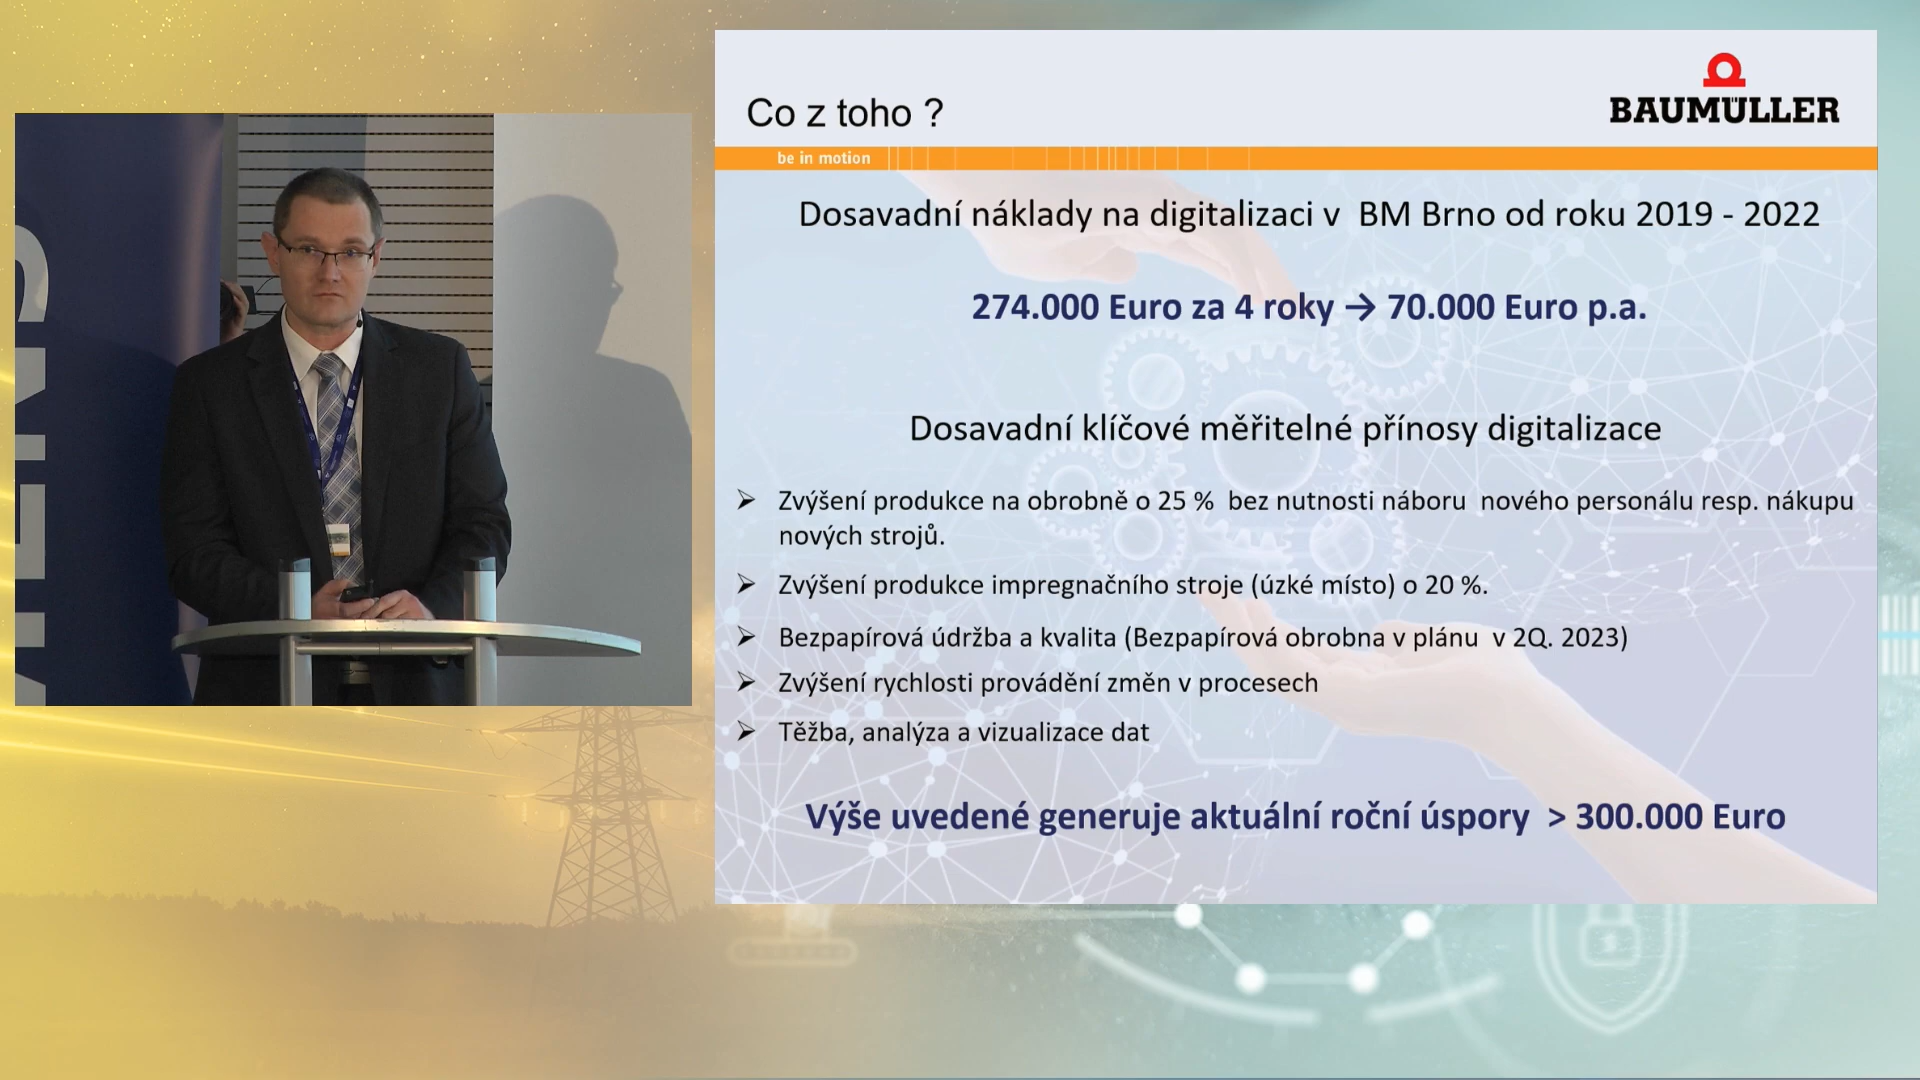 Co z toho ?
BAUMÜLLER
be in motion
Dosavadní náklady na digitalizaci v BM Brno od roku 2019 - 2022
274.000 Euro za 4 roky → 70.000 Euro p.a.
Dosavadní klíčové měřitelné přínosy digitalizace
➢ Zvýšení produkce na obrobně o 25 % bez nutnosti náboru nového personálu resp. nákupu
nových strojů.
➢ Zvýšení produkce impregnačního stroje (úzké místo) o 20 %.
➢ Bezpapírová údržba a kvalita (Bezpapírová obrobna v plánu v 2Q. 2023)
➢ Zvýšení rychlosti provádění změn v procesech
➢ Těžba, analýza a vizualizace dat
Výše uvedené generuje aktuální roční úspory > 300.000 Euro